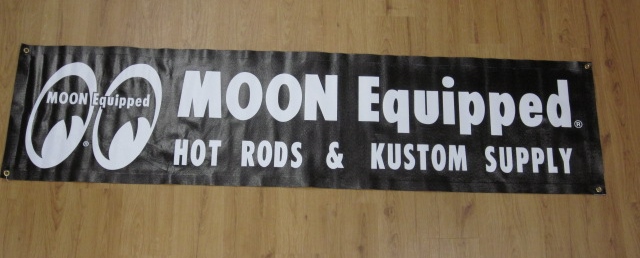 MOON Equipped
MOON Equipped®
HOT RODS & KUSTOM SUPPLY